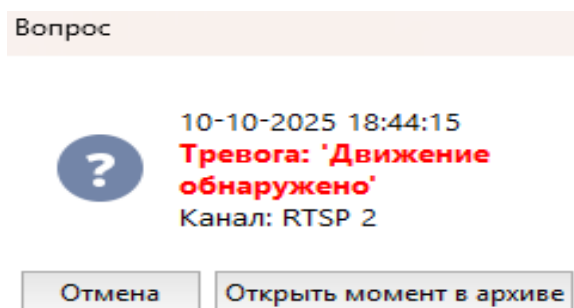 Вопрос
?
10-10-2025 18:44:15
Тревога: 'Движение
обнаружено'
Канал: RTSP 2
Отмена
Открыть момент в архиве